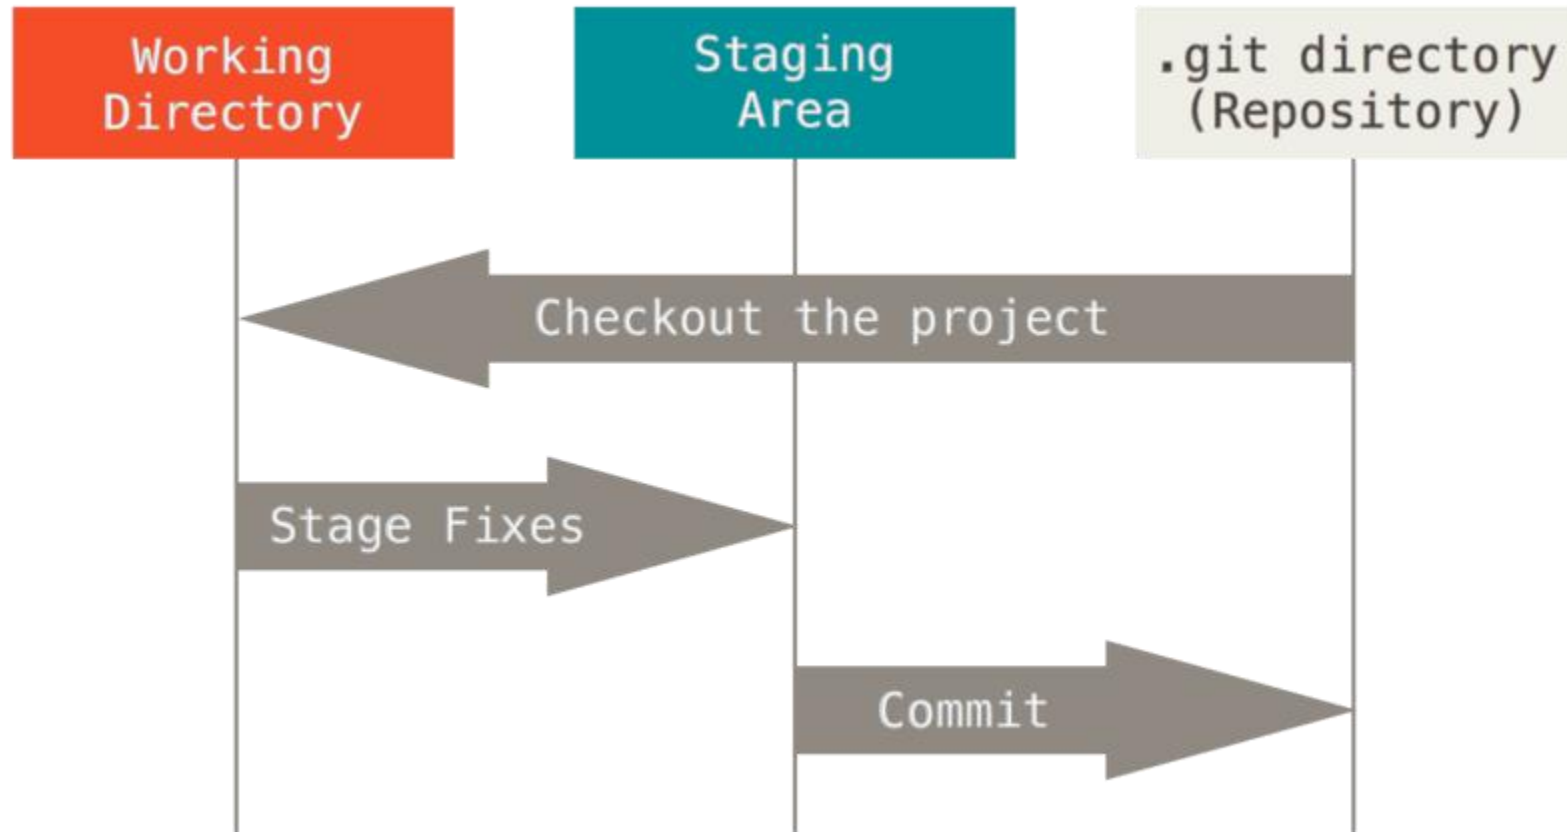 Working
Directory
Staging
Area
.git directory
(Repository)
Checkout the project
Stage Fixes
Commit